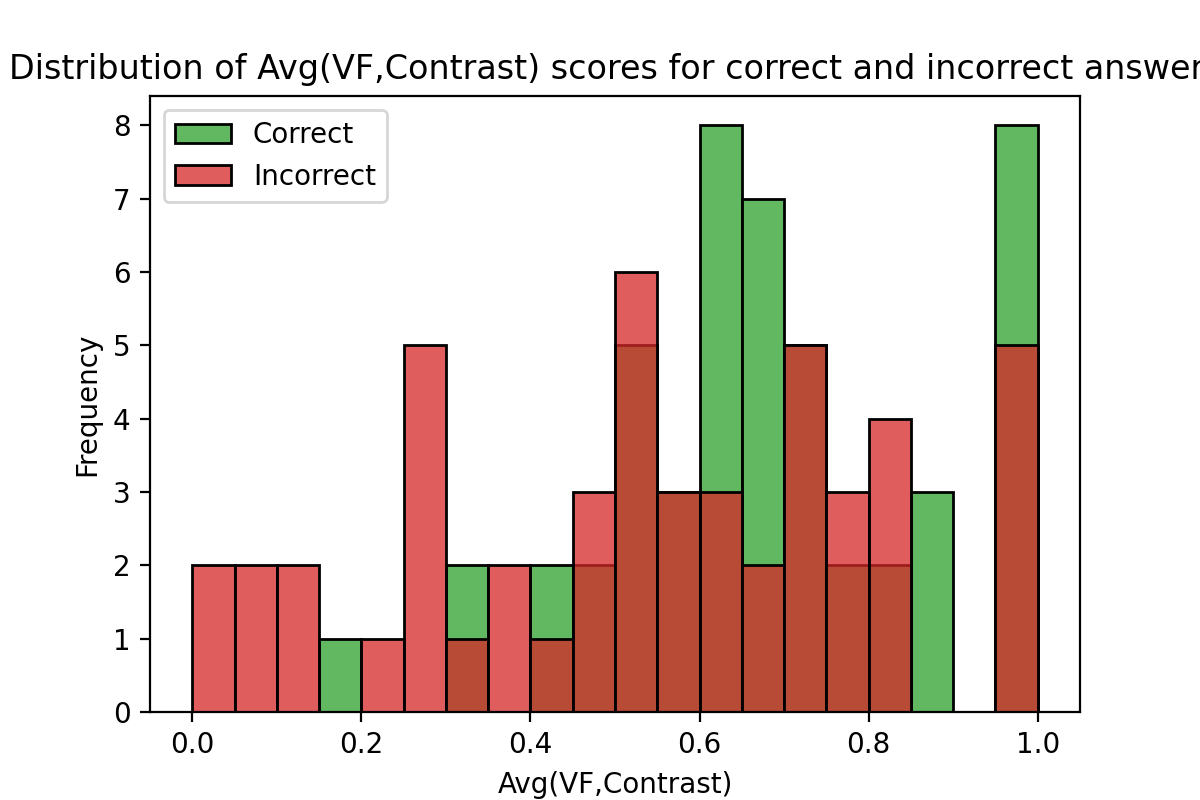 Distribution of Avg(VF,Contrast) scores for correct and incorrect answer
Correct
Incorrect
8
7
6
5
4
3
2
1
0
Frequency
0.0 0.2 0.4 0.6 0.8 1.0
Avg(VF,Contrast)